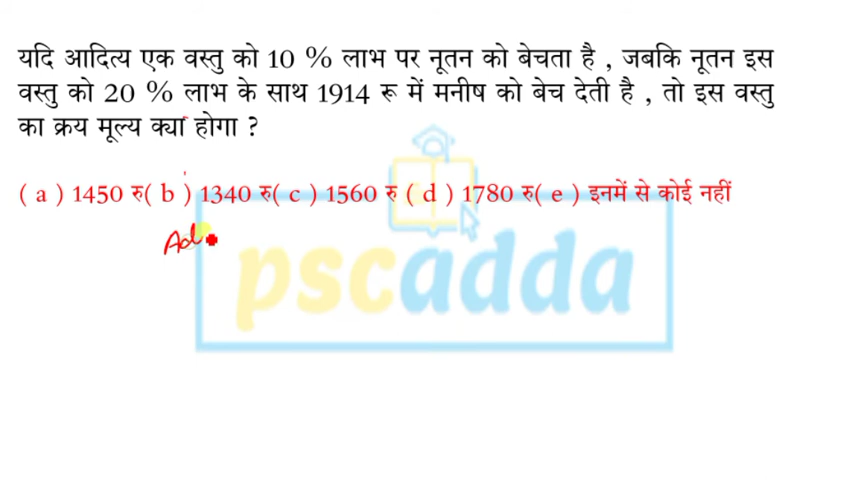 यदि आदित्य एक वस्तु को 10 % लाभ पर नूतन को बेचता है , जबकि नूतन इस
वस्तु को 20 % लाभ के साथ 1914 रू में मनीष को बेच देती है , तो इस वस्तु
का क्रय मूल्य क्या होगा ?
( a ) 1450 रु( b ) 1340 रु( c ) 1560 रु ( d ) 1780 रु( e ) इनमें से कोई नहीं
Ad
pscadda